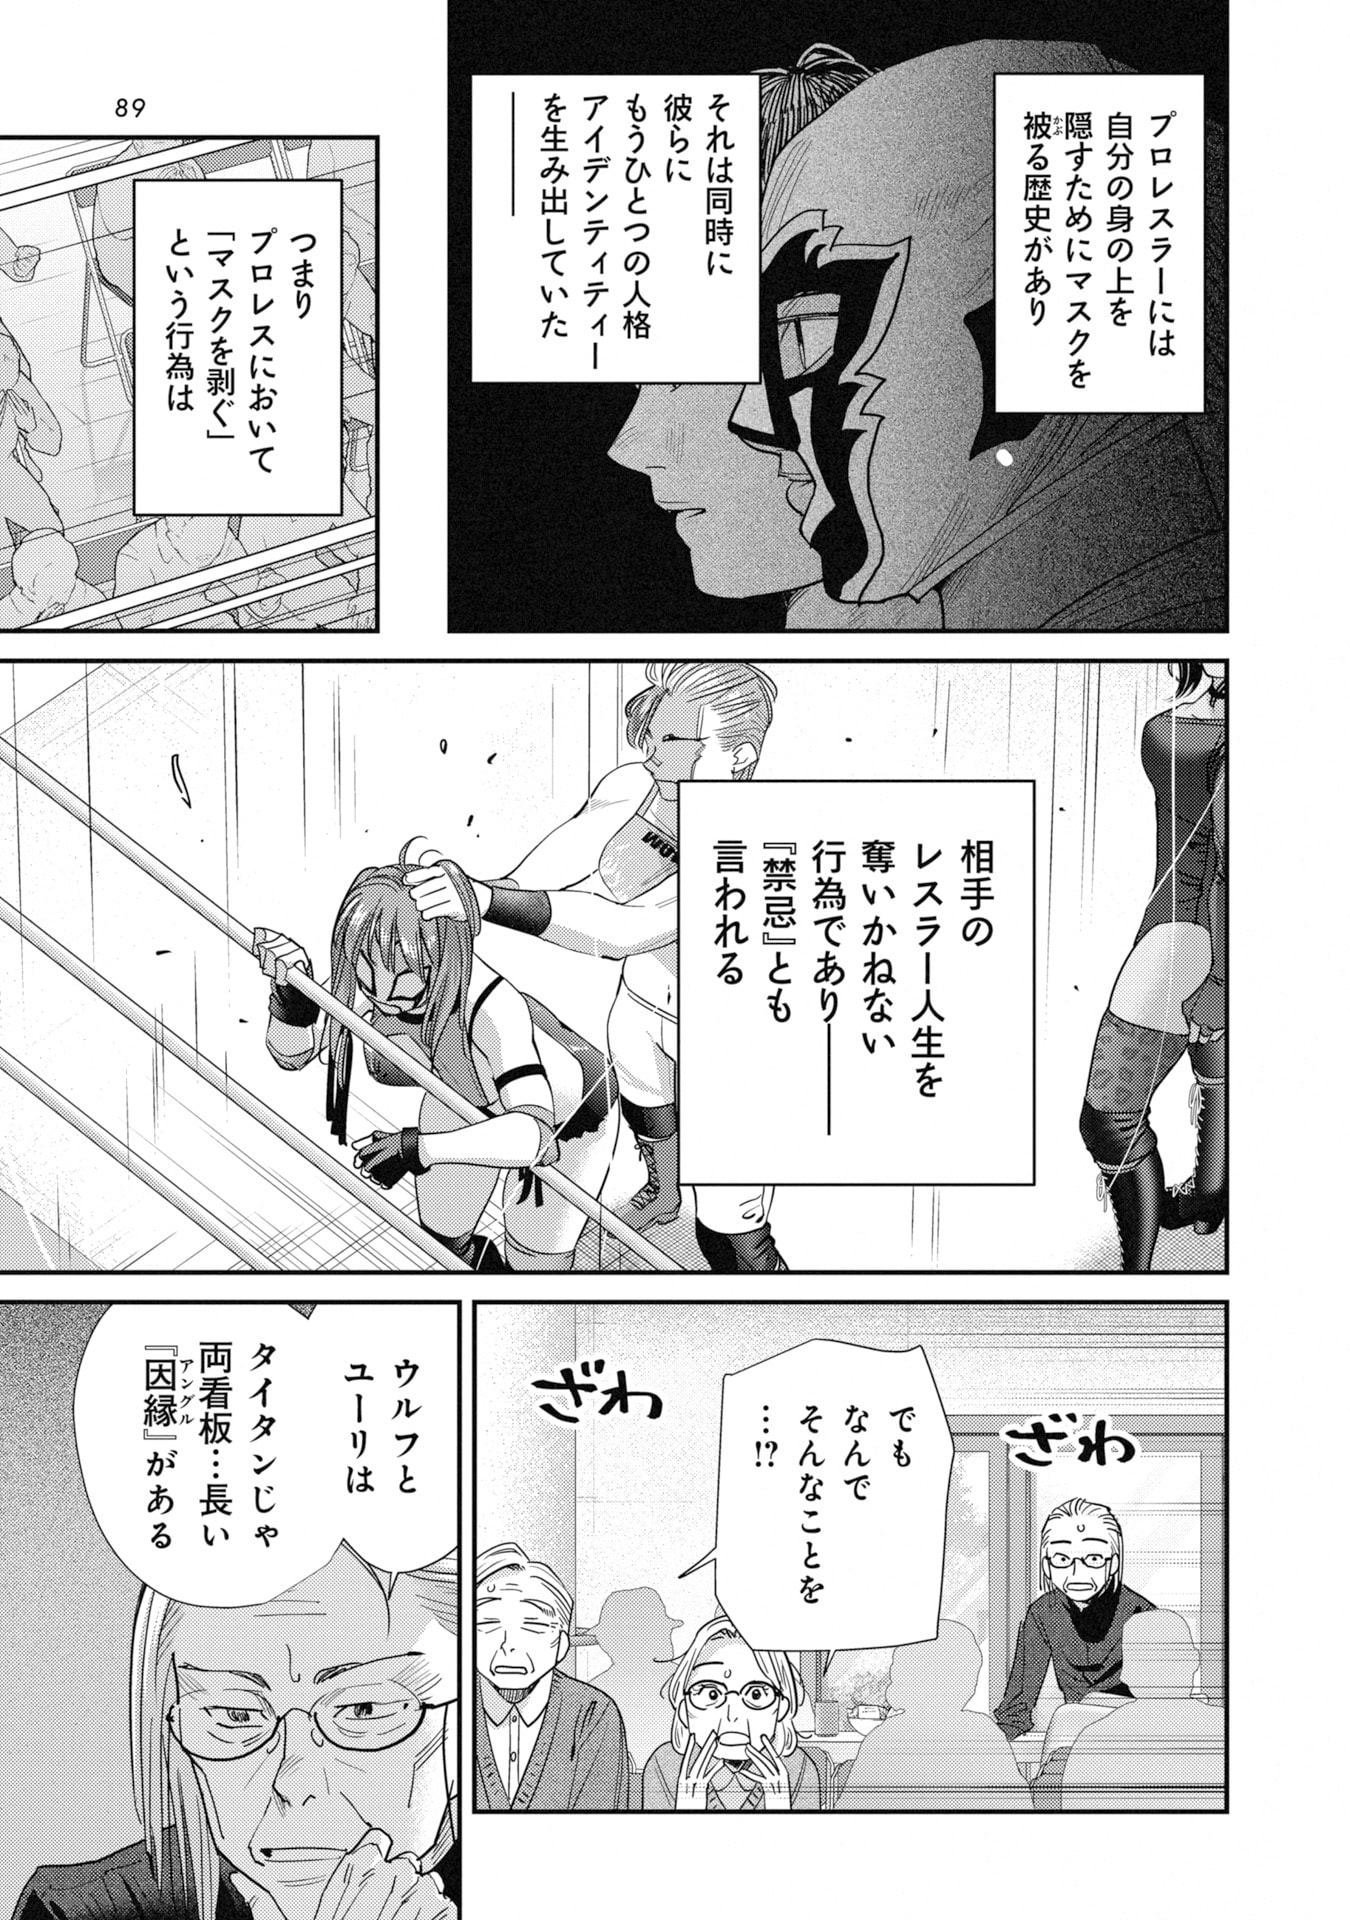 プロレスラーには
自分の身の上を
隠すためにマスクを
被る歴史があり
かぶ
それは同時に
彼らに
もうひとつの人格
アイデンティティー
を生み出していた
――
89
つまり
プロレスにおいて
「マスクを剥ぐ」
という行為は
相手の
レスラー人生を
奪いかねない
行為であり――
『禁忌』とも
言われる
でも
なんで
そんなことを
…!?
ざわ
ざわ
ウルフと
ユーリは
タイタンじゃ
両看板…長い
『因縁』がある
アングル